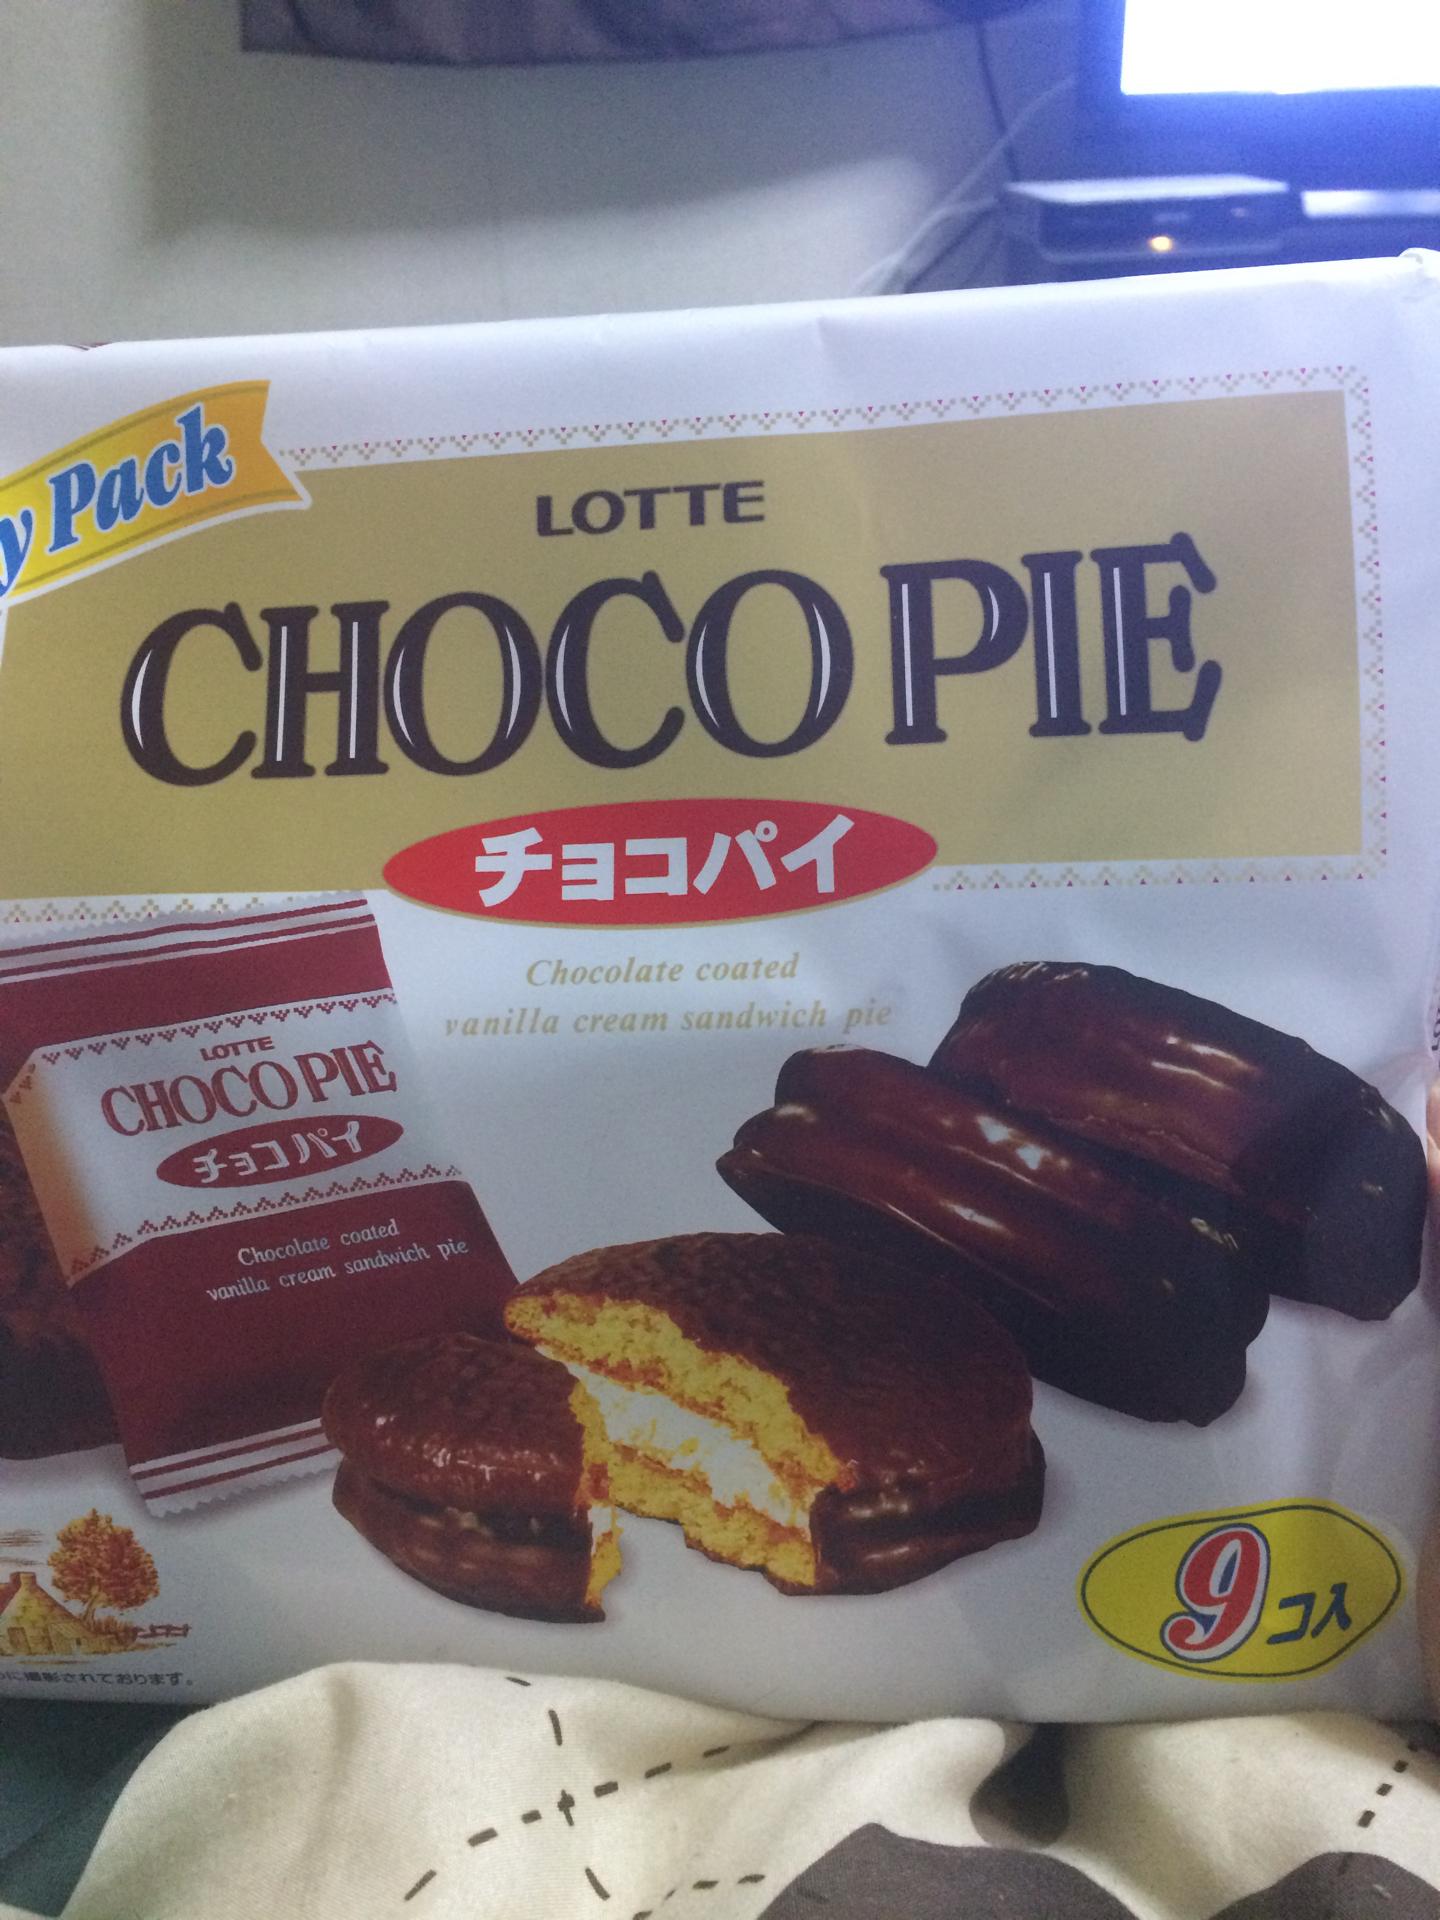 Pack
LOTTE
CHOCO PIE
チョコパイ
Chocolate coated
vanilla cream sandwich pie
LOTTE
CHOCO PIE
チョコパイ
Chocolate coated
vanilla cream sandwich pie
9コ入
に撮影されております。